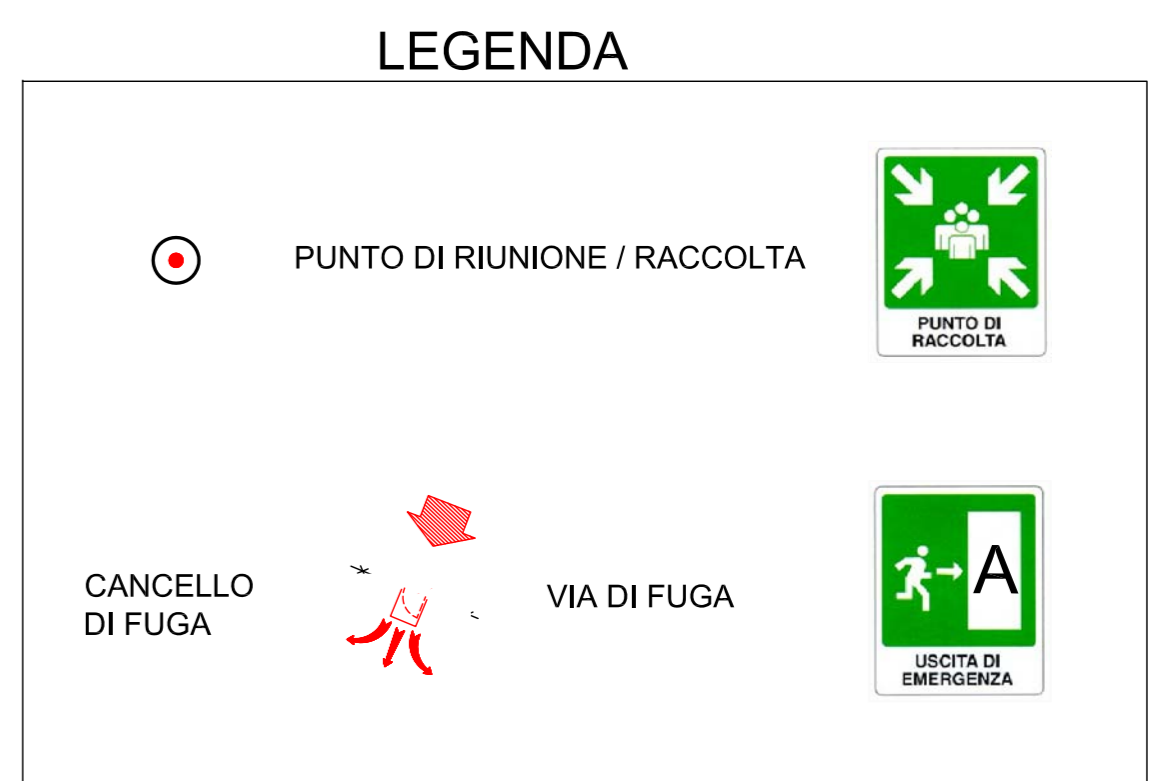 LEGENDA
PUNTO DI RIUNIONE / RACCOLTA
PUNTO DI
RACCOLTA
CANCELLO
DI FUGA
VIA DI FUGA
A
USCITA DI
EMERGENZA